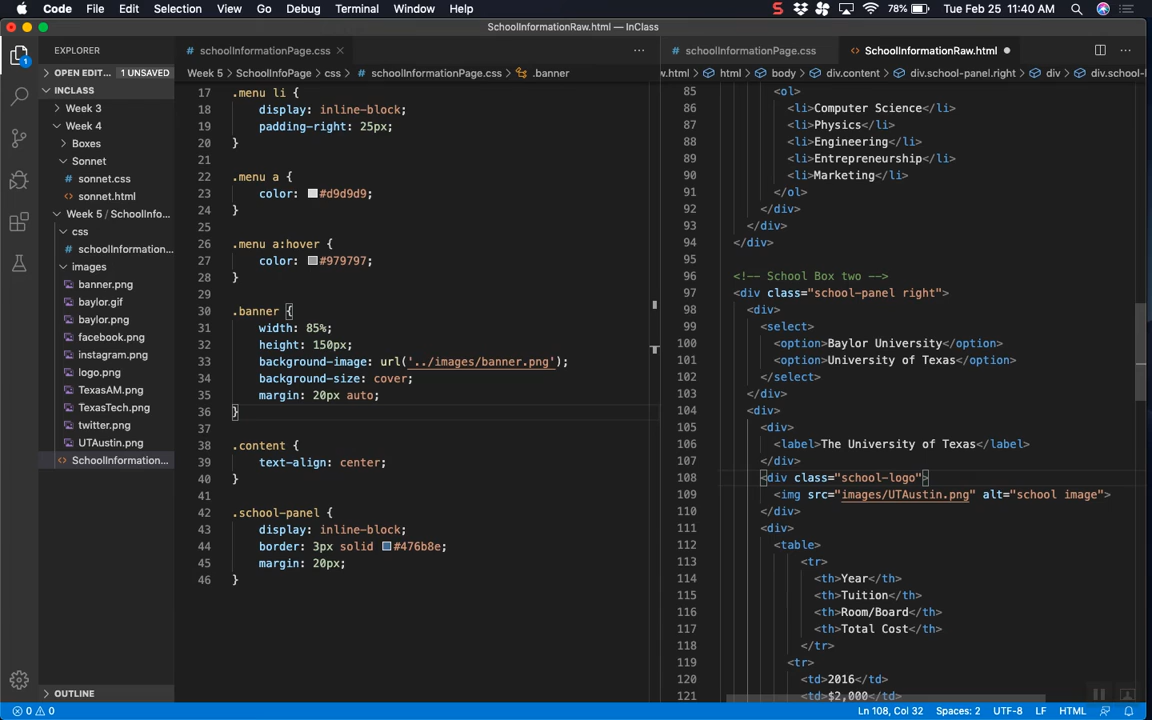 Code File Edit Selection View Go Debug Terminal Window Help 78% Tue Feb 25 11:40 AM
SchoolInformationRaw.html — InClass
EXPLORER
OPEN EDIT... 1 UNSAVED
INCLASS
Week 3
Week 4
Boxes
Sonnet
sonnet.css
sonnet.html
Week 5 / SchoolInfo...
css
schoolInformation...
images
banner.png
baylor.gif
baylor.png
facebook.png
instagram.png
logo.png
TexasAM.png
TexasTech.png
twitter.png
UTAustin.png
SchoolInformation...
OUTLINE
# schoolInformationPage.css ×
Week 5 > SchoolInfoPage > css > # schoolInformationPage.css > .banner
17 .menu li {
18 display: inline-block;
19 padding-right: 25px;
20 }
21
22 .menu a {
23 color: #d9d9d9;
24 }
25
26 .menu a:hover {
27 color: #979797;
28 }
29
30 .banner {
31 width: 85%;
32 height: 150px;
33 background-image: url('../images/banner.png');
34 background-size: cover;
35 margin: 20px auto;
36 }
37
38 .content {
39 text-align: center;
40 }
41
42 .school-panel {
43 display: inline-block;
44 border: 3px solid #476b8e;
45 margin: 20px;
46 }
# schoolInformationPage.css <> SchoolInformationRaw.html
w.html > html > body > div.content > div.school-panel.right > div > div.school-l
85 <ol>
86 <li>Computer Science</li>
87 <li>Physics</li>
88 <li>Engineering</li>
89 <li>Entrepreneurship</li>
90 <li>Marketing</li>
91 </ol>
92 </div>
93 </div>
94 </div>
95
96 <!-- School Box two -->
97 <div class="school-panel right">
98 <div>
99 <select>
100 <option>Baylor University</option>
101 <option>University of Texas</option>
102 </select>
103 </div>
104 <div>
105 <div>
106 <label>The University of Texas</label>
107 </div>
108 <div class="school-logo">
109 <img src="images/UTAustin.png" alt="school image">
110 </div>
111 <div>
112 <table>
113 <tr>
114 <th>Year</th>
115 <th>Tuition</th>
116 <th>Room/Board</th>
117 <th>Total Cost</th>
118 </tr>
119 <tr>
120 <td>2016</td>
121 <td>$2,000</td>
0 0 Ln 108, Col 32 Spaces: 2 UTF-8 LF HTML